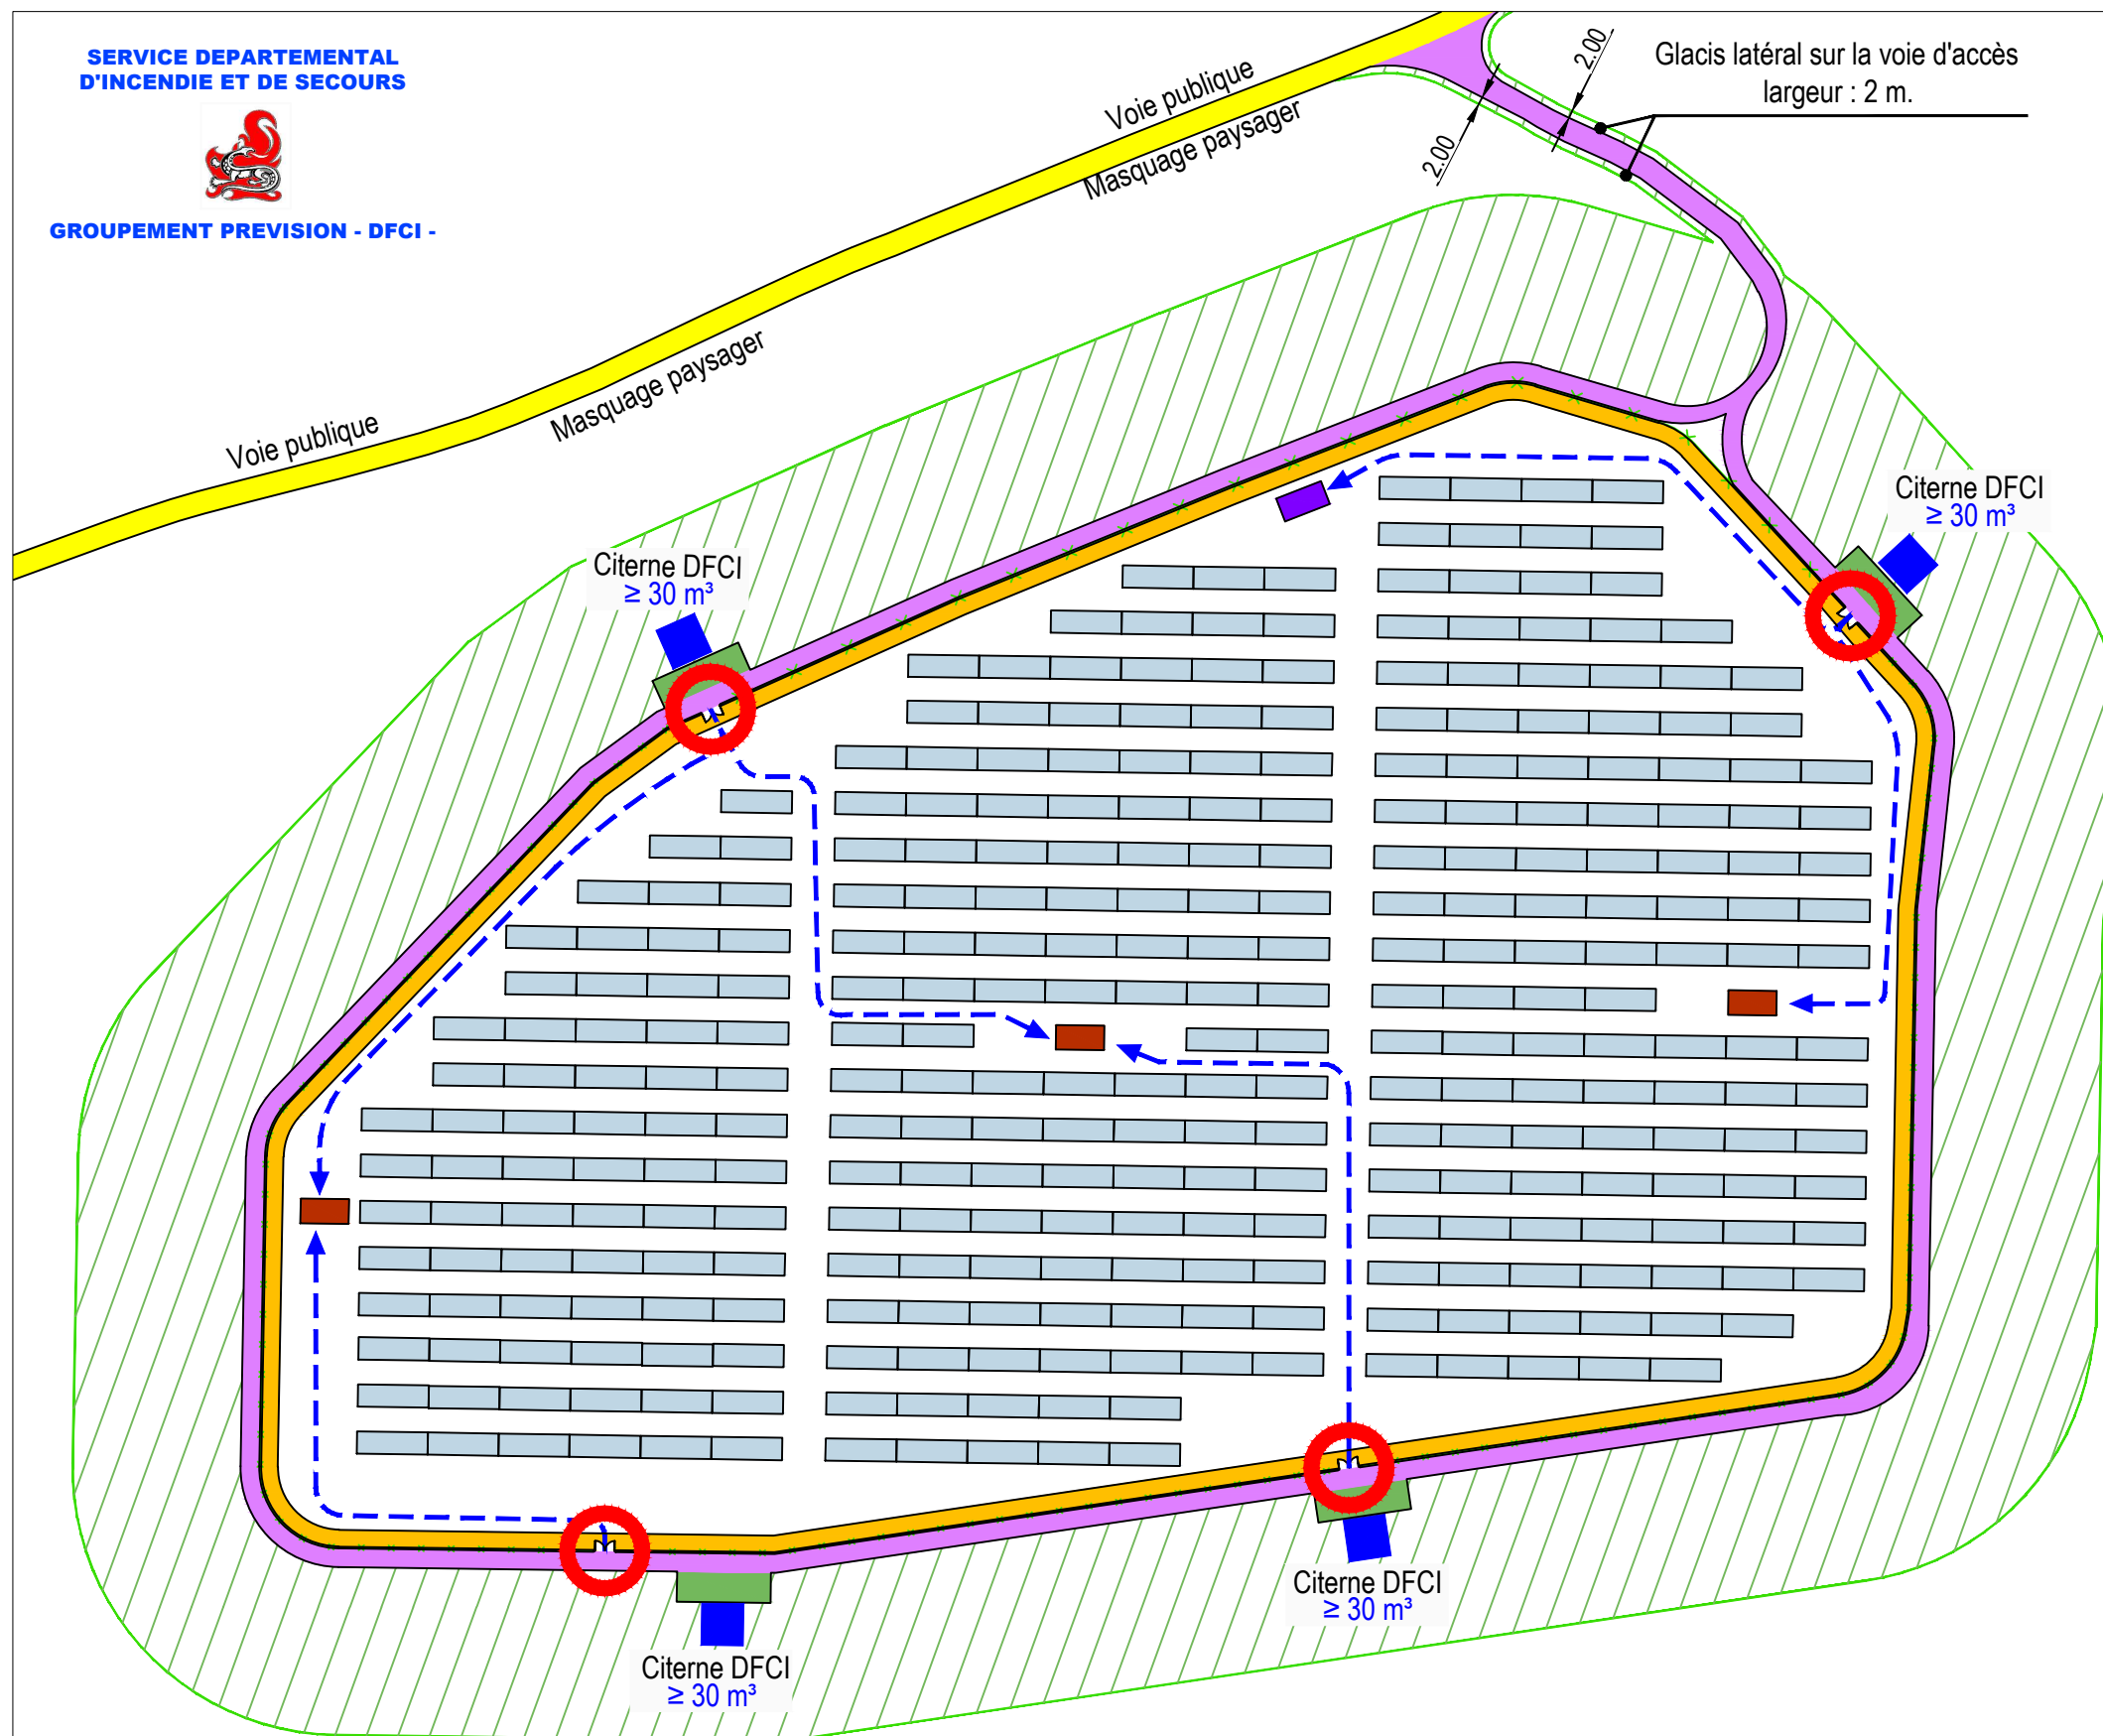 SERVICE DEPARTEMENTAL
D'INCENDIE ET DE SECOURS
GROUPEMENT PREVISION - DFCI -
Glacis latéral sur la voie d'accès
largeur : 2 m.
2.00
2.00
Voie publique
Masquage paysager
Voie publique
Masquage paysager
Citerne DFCI
≥ 30 m³
Citerne DFCI
≥ 30 m³
Citerne DFCI
≥ 30 m³
Citerne DFCI
≥ 30 m³